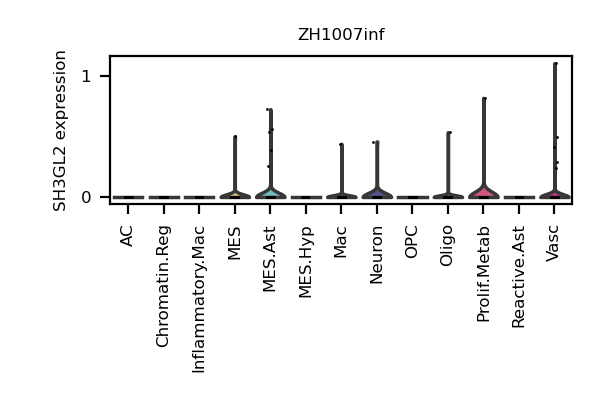 ZH1007inf
SH3GL2 expression
1
0
AC
Chromatin.Reg
Inflammatory.Mac
MES
MES.Ast
MES.Hyp
Mac
Neuron
OPC
Oligo
Prolif.Metab
Reactive.Ast
Vasc